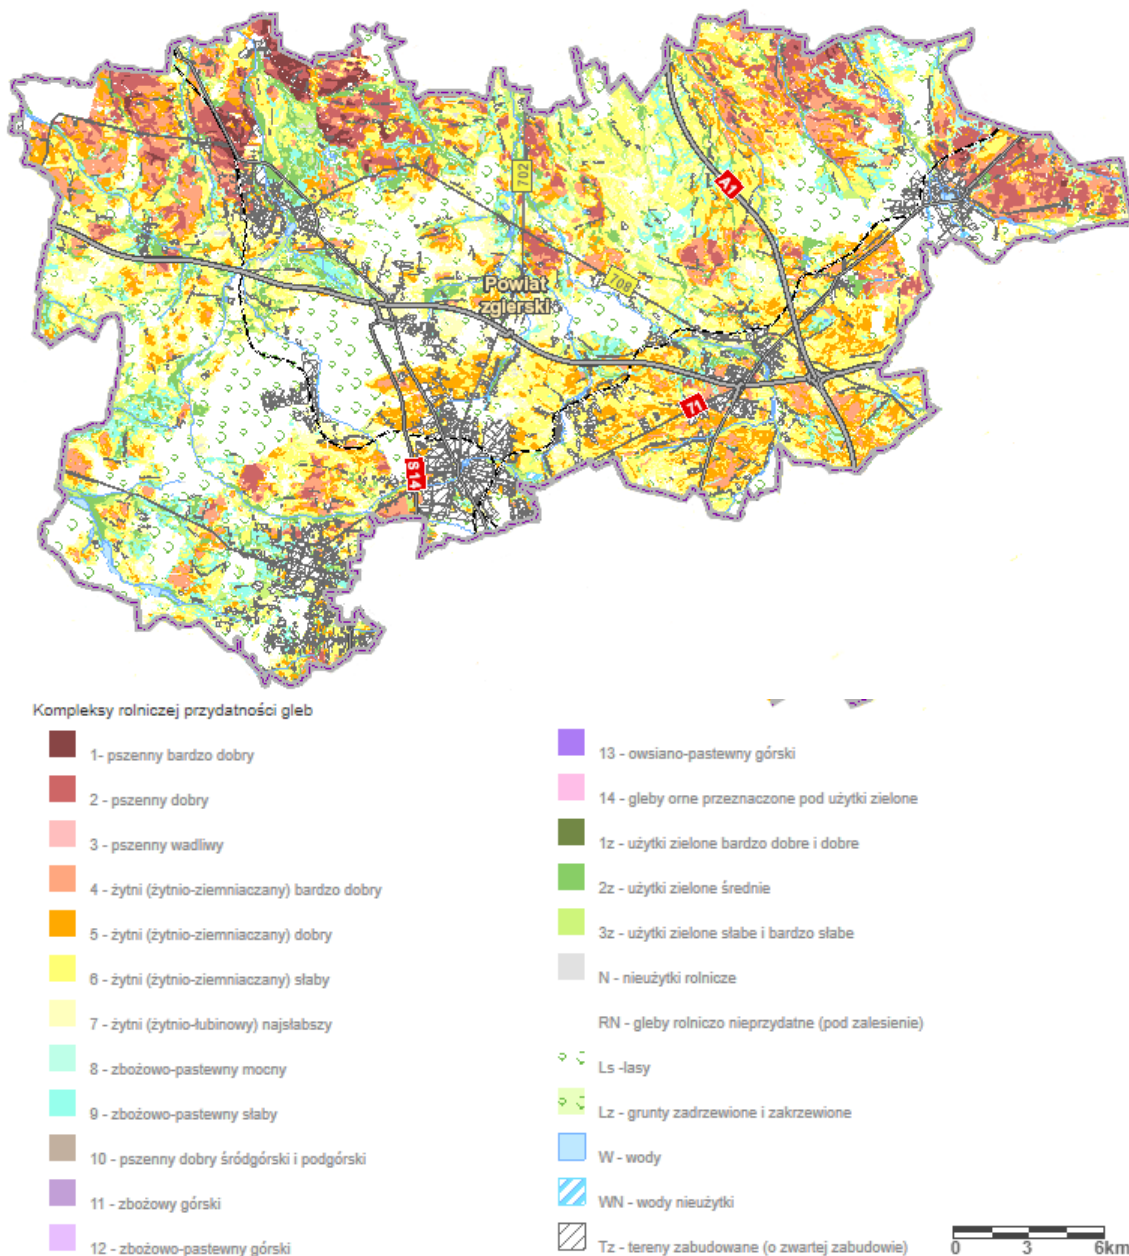 A1
702
708
Powiat
zgierski
71
S14
Kompleksy rolniczej przydatności gleb
1- pszenny bardzo dobry
2 - pszenny dobry
3 - pszenny wadliwy
4 - żytni (żytnio-ziemniaczany) bardzo dobry
5 - żytni (żytnio-ziemniaczany) dobry
6 - żytni (żytnio-ziemniaczany) słaby
7 - żytni (żytnio-łubinowy) najsłabszy
8 - zbożowo-pastewny mocny
9 - zbożowo-pastewny słaby
10 - pszenny dobry śródgórski i podgórski
11 - zbożowy górski
12 - zbożowo-pastewny górski
13 - owsiano-pastewny górski
14 - gleby orne przeznaczone pod użytki zielone
1z - użytki zielone bardzo dobre i dobre
2z - użytki zielone średnie
3z - użytki zielone słabe i bardzo słabe
N - nieużytki rolnicze
RN - gleby rolniczo nieprzydatne (pod zalesienie)
Ls -lasy
Lz - grunty zadrzewione i zakrzewione
W - wody
WN - wody nieużytki
Tz - tereny zabudowane (o zwartej zabudowie)
0 3 6km